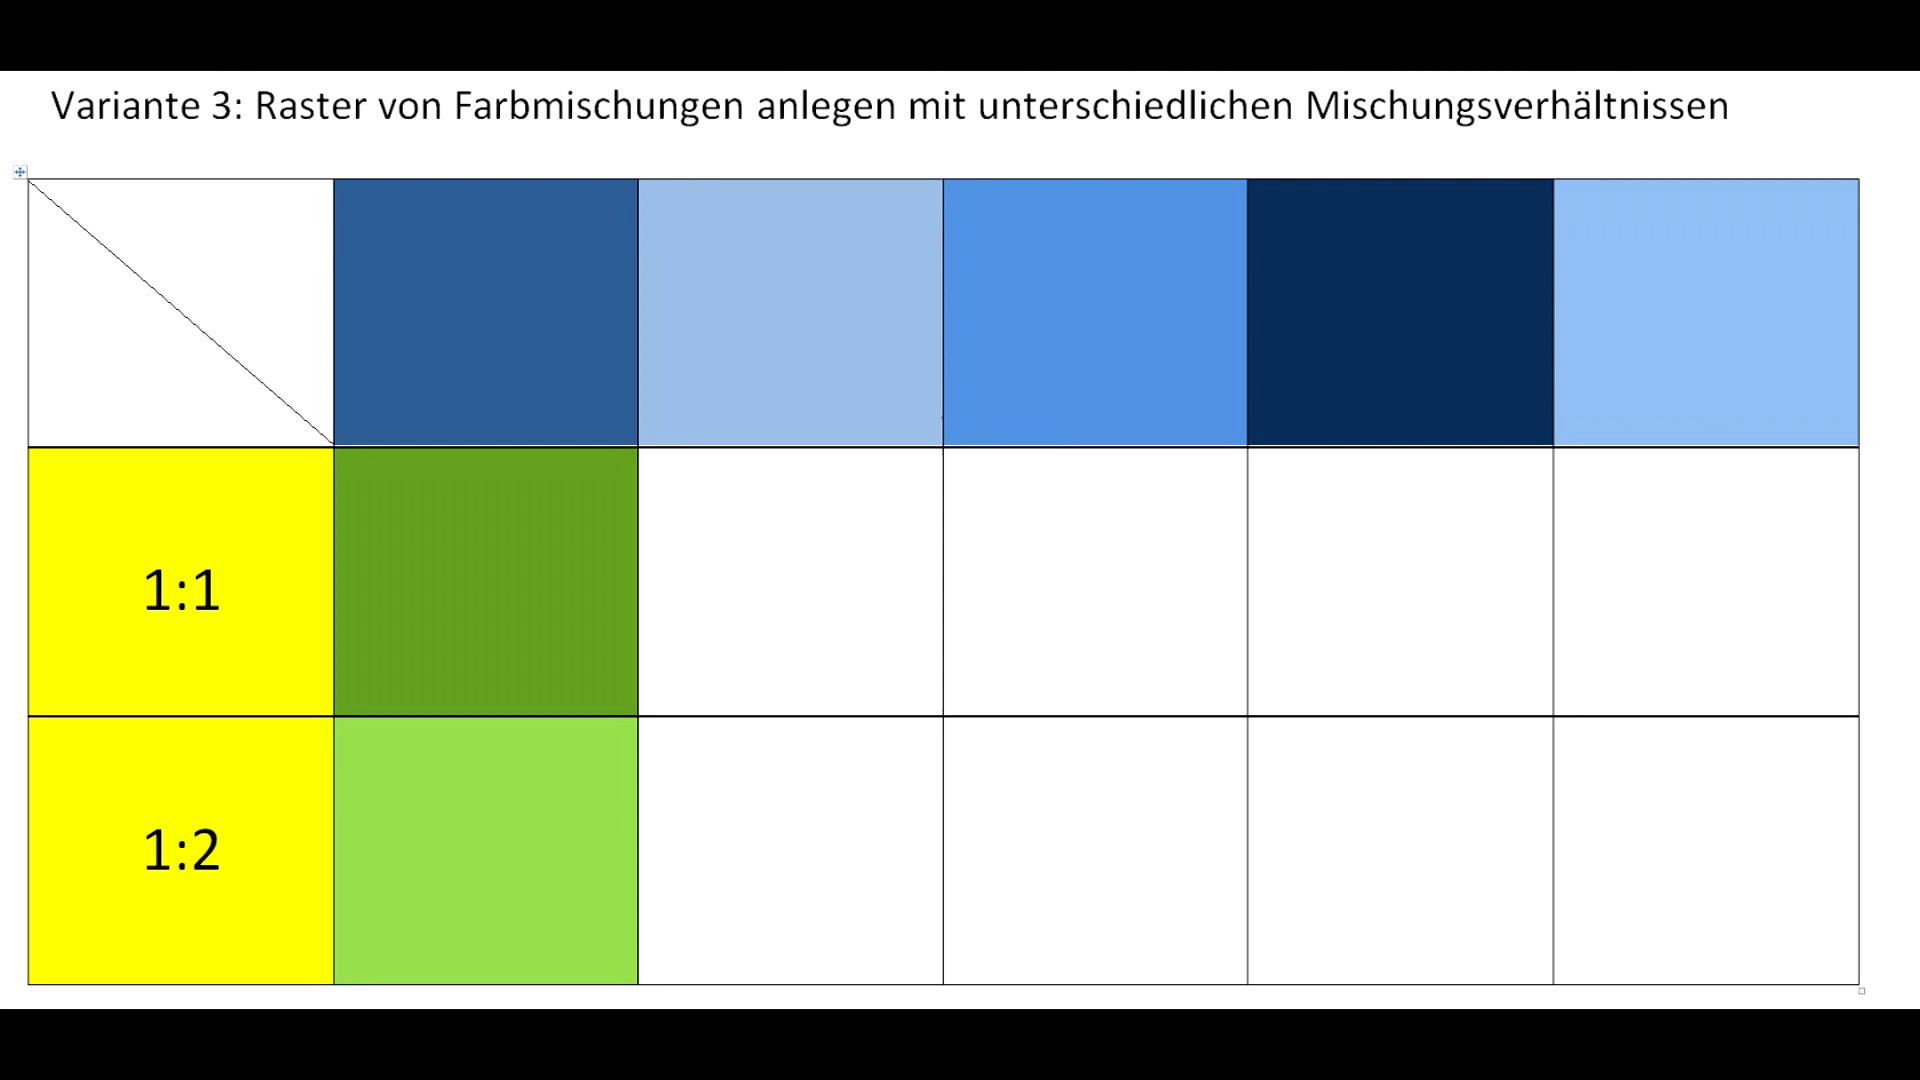 Variante 3: Raster von Farbmischungen anlegen mit unterschiedlichen Mischungsverhältnissen
1:1
1:2